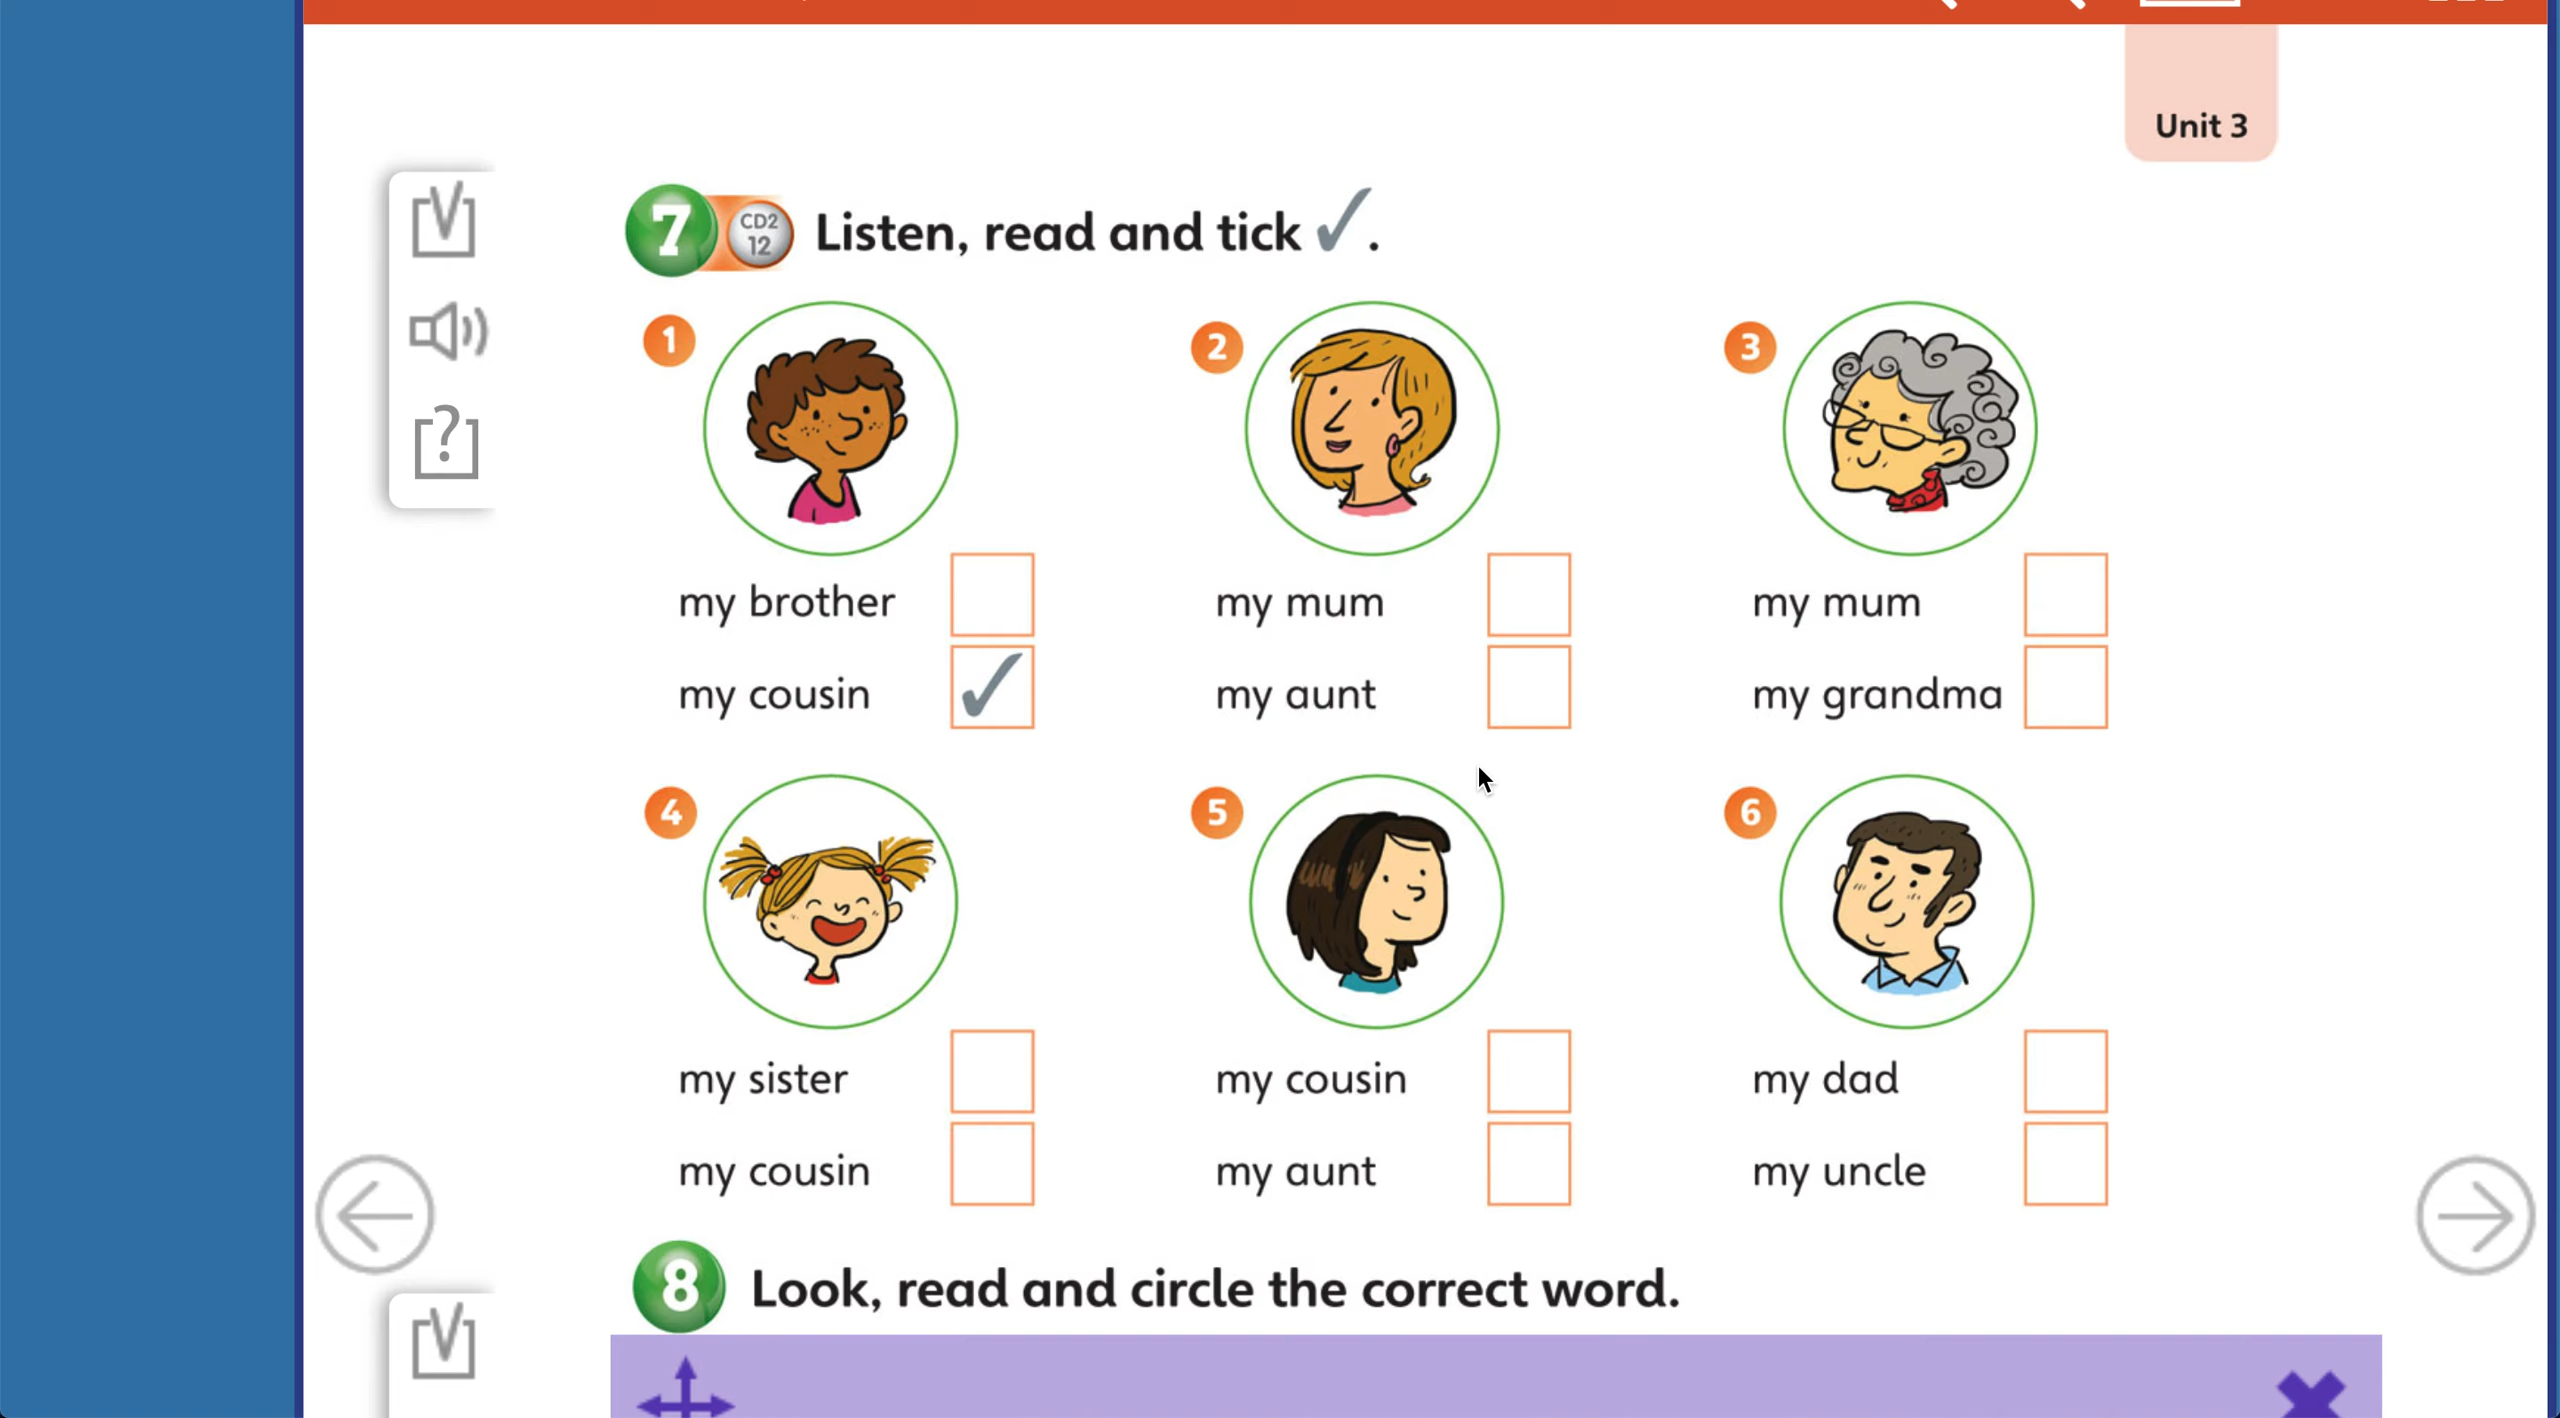 Unit 3
7 CD2 12 Listen, read and tick ✓.
1 2 3
my brother my mum my mum
my cousin ✓ my aunt my grandma
4 5 6
my sister my cousin my dad
my cousin my aunt my uncle
8 Look, read and circle the correct word.